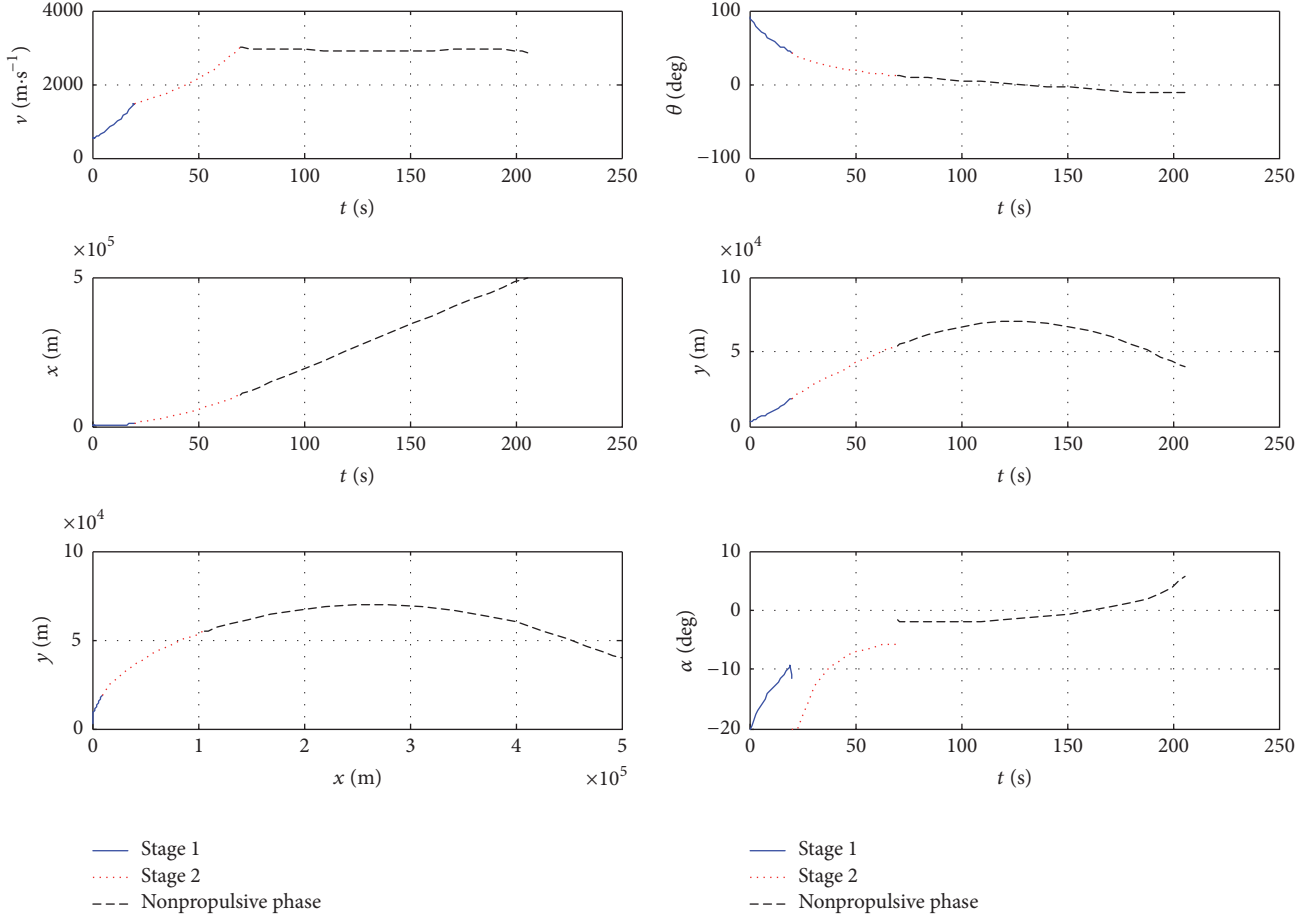 4000
2000
0
v (m·s⁻¹)
0 50 100 150 200 250
t (s)
100
0
−100
θ (deg)
0 50 100 150 200 250
t (s)
×10⁵
5
0
x (m)
0 50 100 150 200 250
t (s)
×10⁴
10
5
0
y (m)
0 50 100 150 200 250
t (s)
×10⁴
10
5
0
y (m)
0 1 2 3 4 5
x (m) ×10⁵
10
0
−10
−20
α (deg)
0 50 100 150 200 250
t (s)
Stage 1
Stage 2
Nonpropulsive phase
Stage 1
Stage 2
Nonpropulsive phase